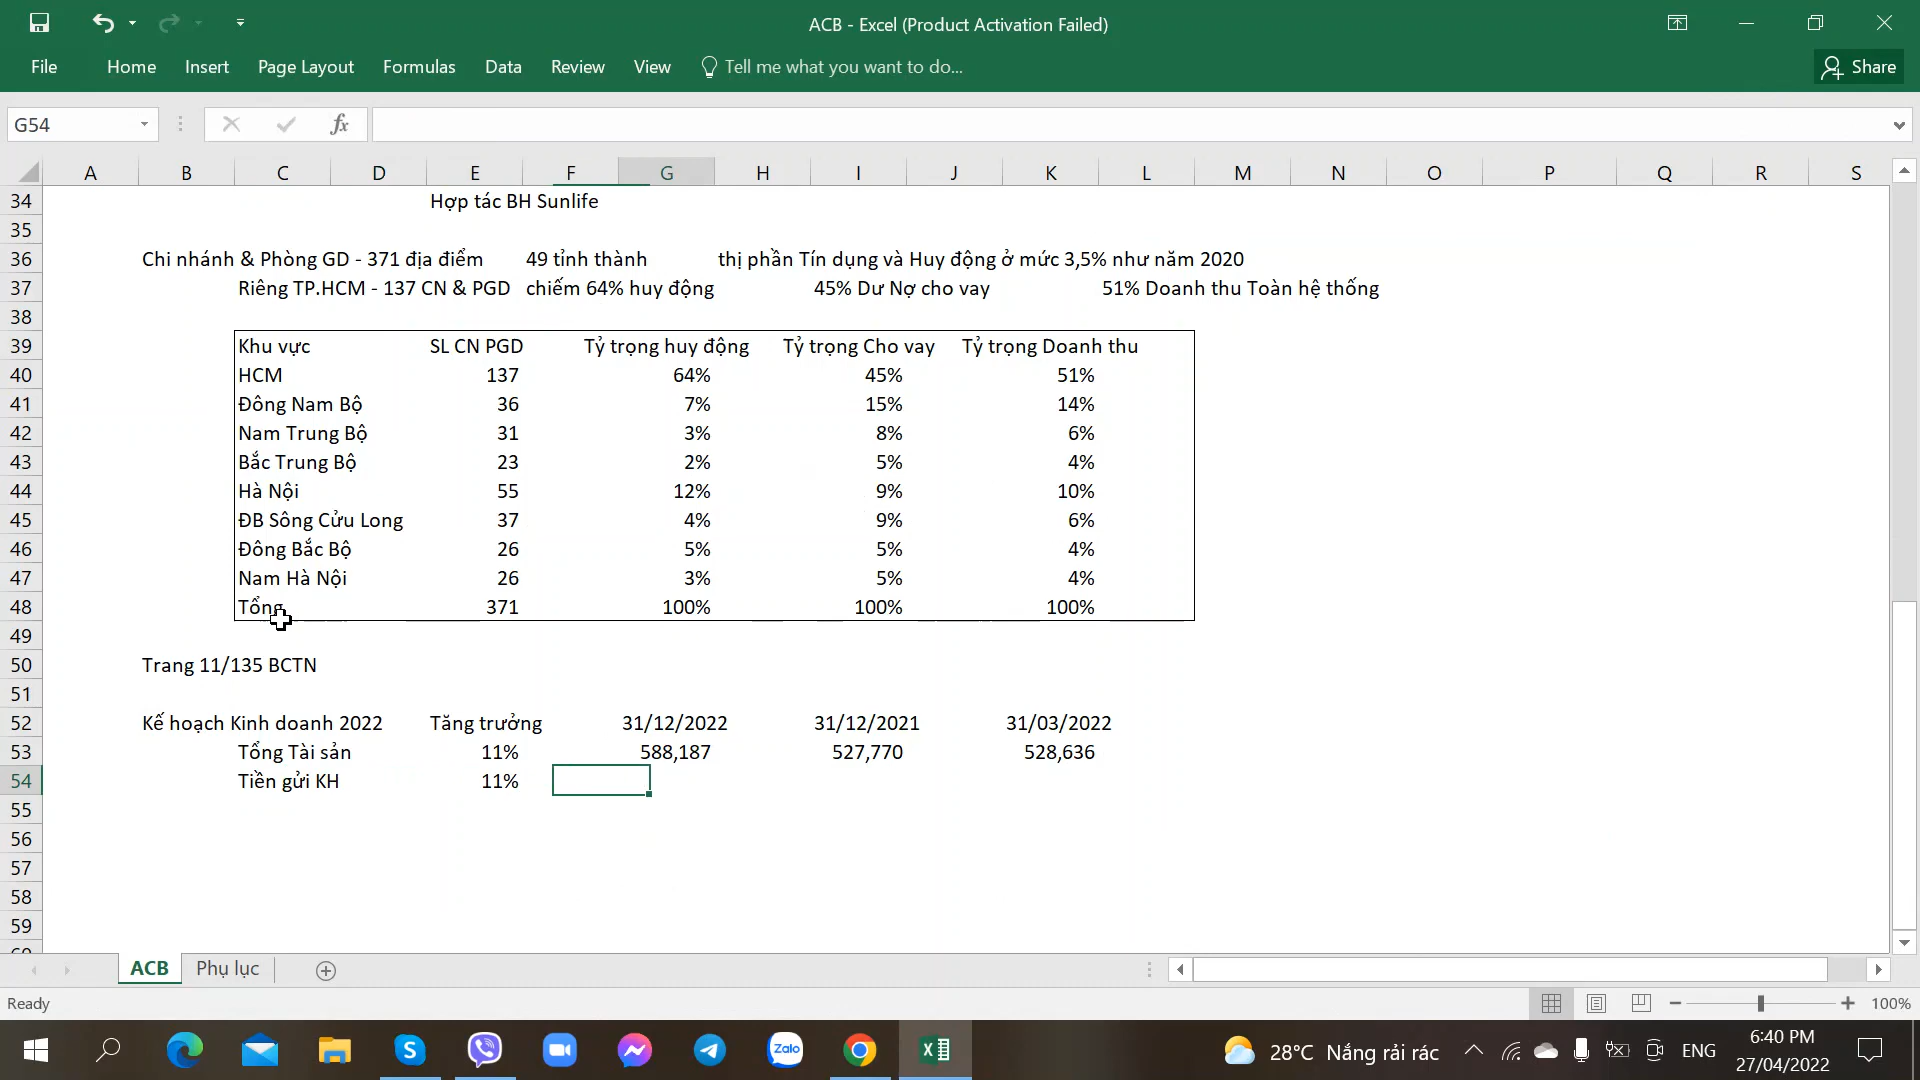 ACB - Excel (Product Activation Failed)
File Home Insert Page Layout Formulas Data Review View Tell me what you want to do... Share
G54 fx
A B C D E F G H I J K L M N O P Q R S
34 Hợp tác BH Sunlife
35
36 Chi nhánh & Phòng GD - 371 địa điểm 49 tỉnh thành thị phần Tín dụng và Huy động ở mức 3,5% như năm 2020
37 Riêng TP.HCM - 137 CN & PGD chiếm 64% huy động 45% Dư Nợ cho vay 51% Doanh thu Toàn hệ thống
38
39 Khu vực SL CN PGD Tỷ trọng huy động Tỷ trọng Cho vay Tỷ trọng Doanh thu
40 HCM 137 64% 45% 51%
41 Đông Nam Bộ 36 7% 15% 14%
42 Nam Trung Bộ 31 3% 8% 6%
43 Bắc Trung Bộ 23 2% 5% 4%
44 Hà Nội 55 12% 9% 10%
45 ĐB Sông Cửu Long 37 4% 9% 6%
46 Đông Bắc Bộ 26 5% 5% 4%
47 Nam Hà Nội 26 3% 5% 4%
48 Tổng 371 100% 100% 100%
49
50 Trang 11/135 BCTN
51
52 Kế hoạch Kinh doanh 2022 Tăng trưởng 31/12/2022 31/12/2021 31/03/2022
53 Tổng Tài sản 11% 588,187 527,770 528,636
54 Tiền gửi KH 11%
55
56
57
58
59
60
ACB Phụ lục
Ready 100%
Zalo 28°C Nắng rải rác ENG 6:40 PM
27/04/2022